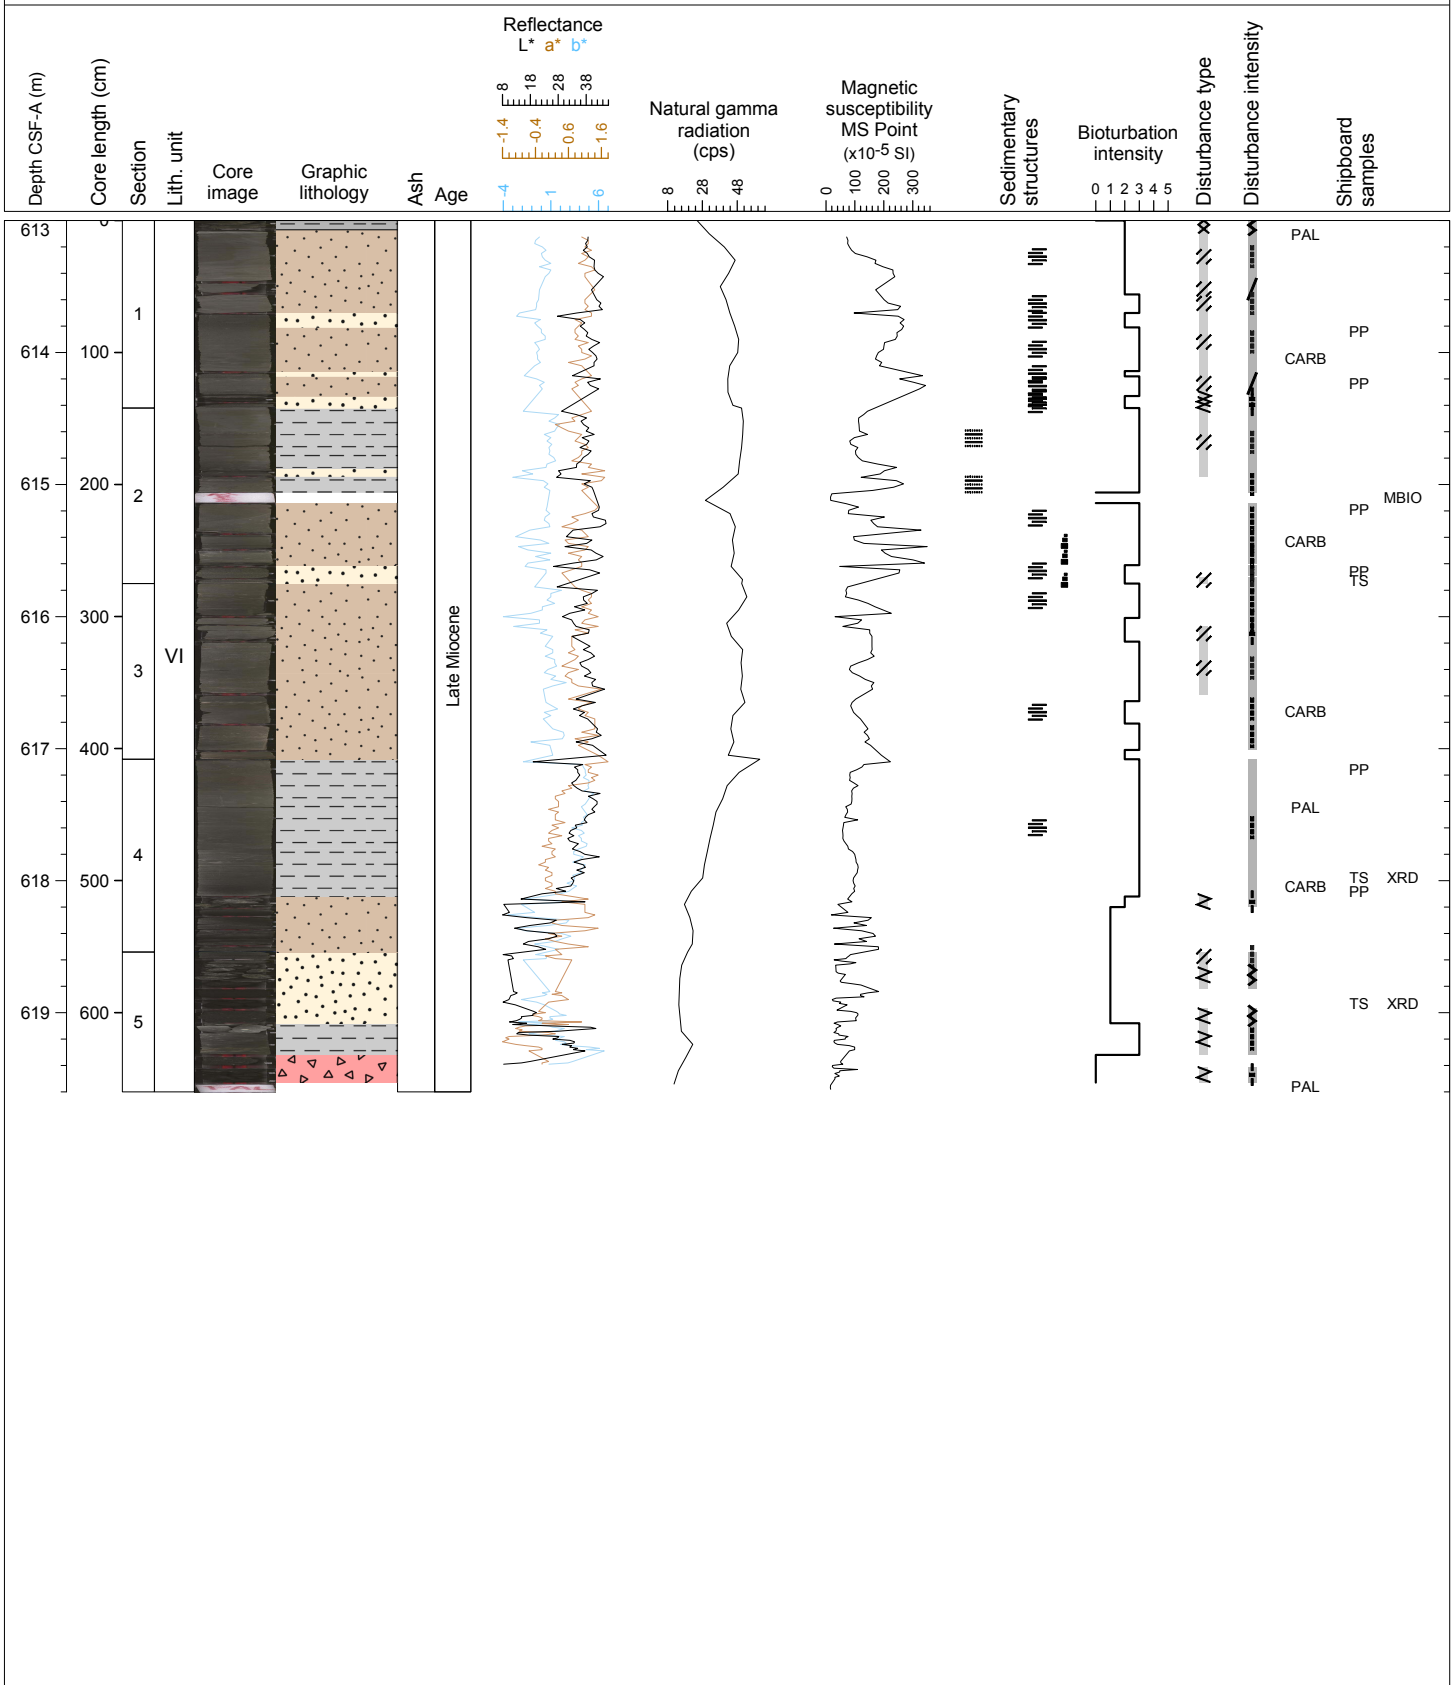 Depth CSF-A (m)
Core length (cm)
Section
Lith. unit
Core
image
Graphic
lithology
Ash
Age
Reflectance
L* a* b*
8 18 28 38
-1.4 -0.4 0.6 1.6
-4 1 6
Natural gamma
radiation
(cps)
8 28 48
Magnetic
susceptibility
MS Point
(x10-5 SI)
0 100 200 300
Sedimentary
structures
Bioturbation
intensity
0 1 2 3 4 5
Disturbance type
Disturbance intensity
Shipboard
samples
613 0
PAL
1
PP
614 100
CARB
PP
615 200
2
MBIO
PP
CARB
PP
TS
616 300
VI
3
Late Miocene
CARB
617 400
PP
PAL
4
618 500
TS XRD
CARB
PP
619 600
TS XRD
5
PAL